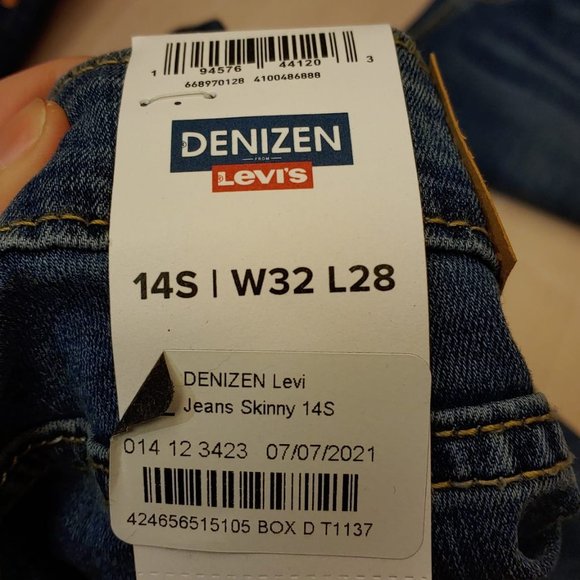 1 94576 44120 3
668970128 4100486888
DENIZEN
FROM
Levi's
14S | W32 L28
DENIZEN Levi
Jeans Skinny 14S
014 12 3423 07/07/2021
424656515105 BOX D T1137